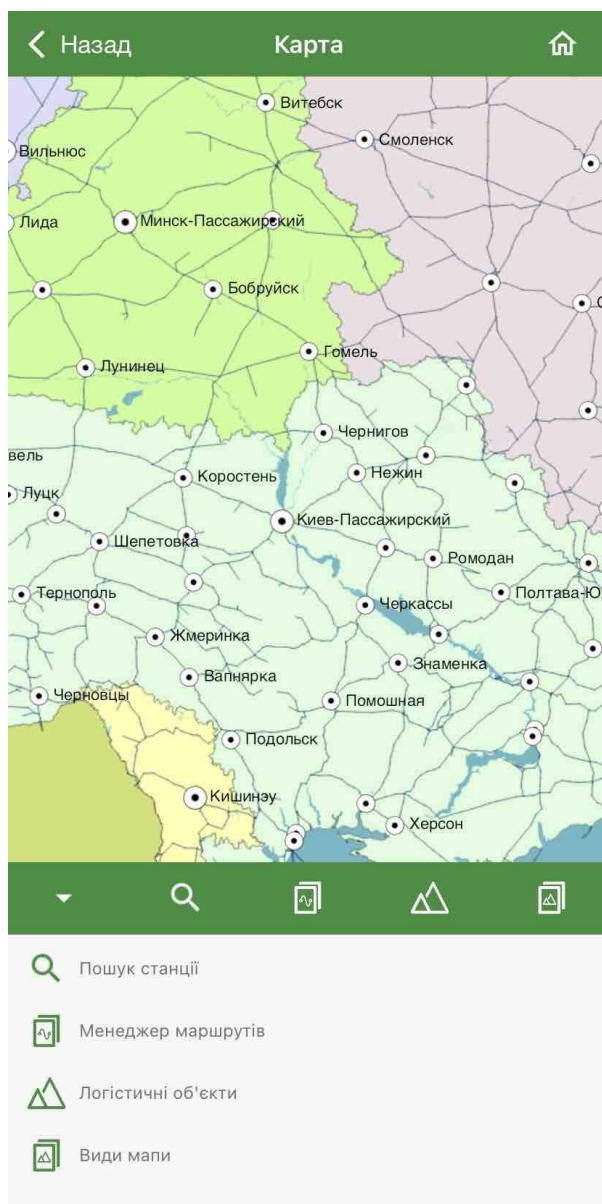 Назад
Карта
Витебск
Смоленск
Вильнюс
Лида
Минск-Пассажирский
Бобруйск
Гомель
Лунинец
Чернигов
вель
Коростень
Нежин
Луцк
Киев-Пассажирский
Шепетовка
Ромодан
Тернополь
Черкассы
Полтава-Ю
Жмеринка
Знаменка
Вапнярка
Черновцы
Помошная
Подольск
Кишинэу
Херсон
Пошук станції
Менеджер маршрутів
Логістичні об'єкти
Види мапи